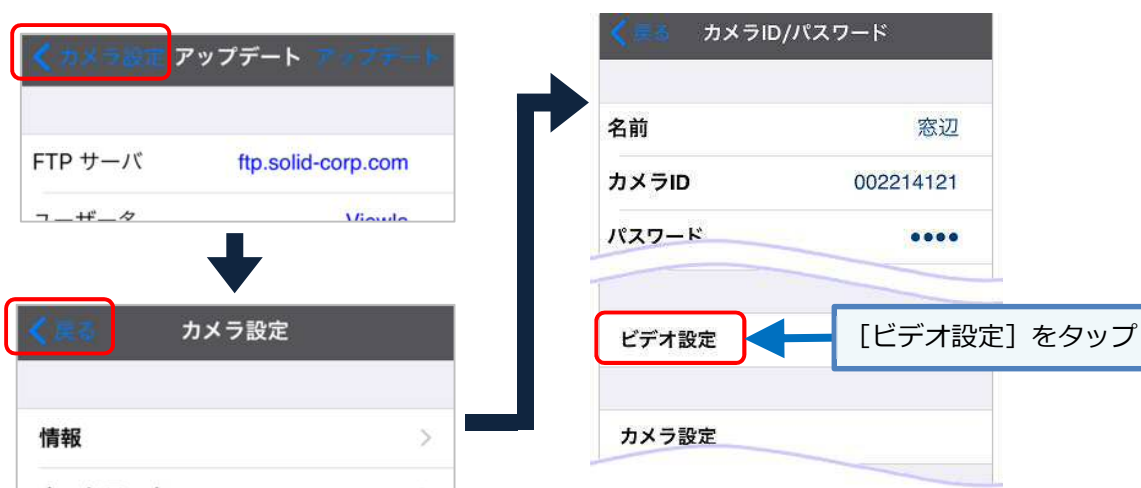 カメラ設定 アップデート アップデート
FTP サーバ ftp.solid-corp.com
戻る カメラ設定
情報
戻る カメラID/パスワード
名前 窓辺
カメラID 002214121
パスワード ●●●●
ビデオ設定
［ビデオ設定］をタップ
カメラ設定